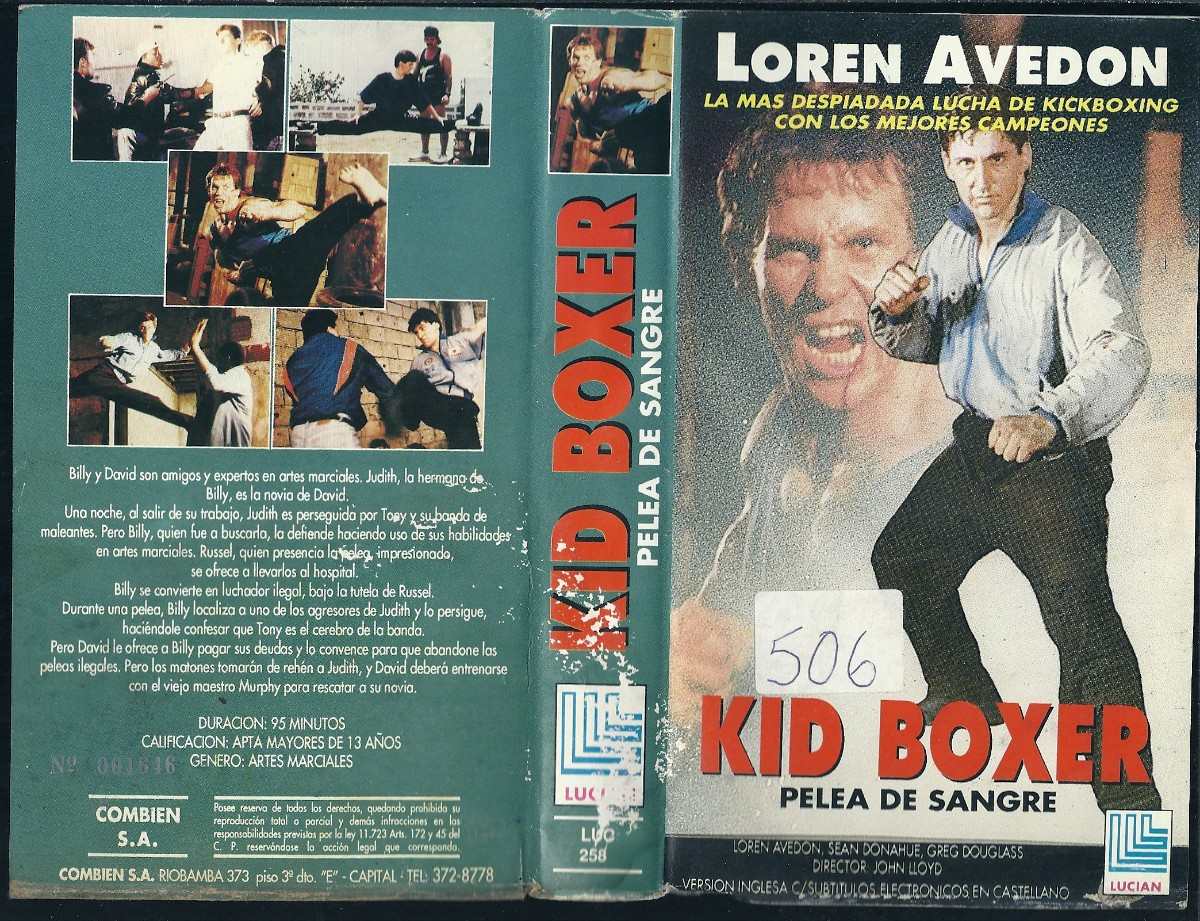 Billy y David son amigos y expertos en artes marciales. Judith, la hermana de
Billy, es la novia de David.
Una noche, al salir de su trabajo, Judith es perseguida por Tony y su banda de
maleantes. Pero Billy, quien fue a buscarla, la defiende haciendo uso de sus habilidades
en artes marciales. Russel, quien presencia la pelea, impresionado,
se ofrece a llevarlos al hospital.
Billy se convierte en luchador ilegal, bajo la tutela de Russel.
Durante una pelea, Billy localiza a uno de los agresores de Judith y lo persigue,
haciéndole confesar que Tony es el cerebro de la banda.
Pero David le ofrece a Billy pagar sus deudas y lo convence para que abandone las
peleas ilegales. Pero los matones tomarán de rehén a Judith, y David deberá entrenarse
con el viejo maestro Murphy para rescatar a su novia.
DURACION: 95 MINUTOS
CALIFICACION: APTA MAYORES DE 13 AÑOS
GENERO: ARTES MARCIALES
Nº 001646
COMBIEN
S.A.
Posee reserva de todos los derechos, quedando prohibida su
reproducción total o parcial y demás infracciones en las
responsabilidades previstas por la ley 11.723 Arts. 172 y 45 del
C. P. reservándose la acción legal que corresponda.
COMBIEN S.A. RIOBAMBA 373 piso 3º dto. "E" - CAPITAL - TEL: 372-8778
KID BOXER
PELEA DE SANGRE
LUC
258
LOREN AVEDON
LA MAS DESPIADADA LUCHA DE KICKBOXING
CON LOS MEJORES CAMPEONES
506
KID BOXER
PELEA DE SANGRE
LOREN AVEDON, SEAN DONAHUE, GREG DOUGLASS
DIRECTOR: JOHN LLOYD
VERSION INGLESA C/SUBTITULOS ELECTRONICOS EN CASTELLANO
LUCIAN